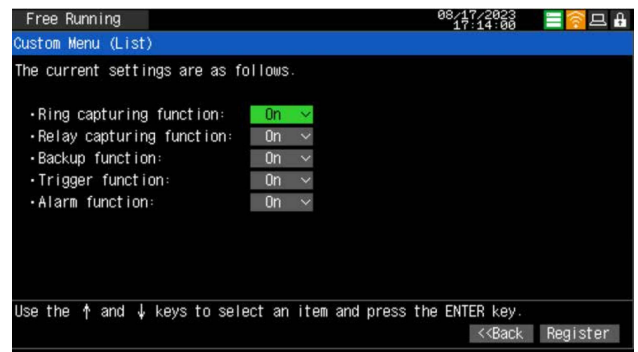 Free Running 08/17/2023
17:14:00
Custom Menu (List)
The current settings are as follows.
・Ring capturing function: On
・Relay capturing function: On
・Backup function: On
・Trigger function: On
・Alarm function: On
Use the ↑ and ↓ keys to select an item and press the ENTER key.
<<Back Register